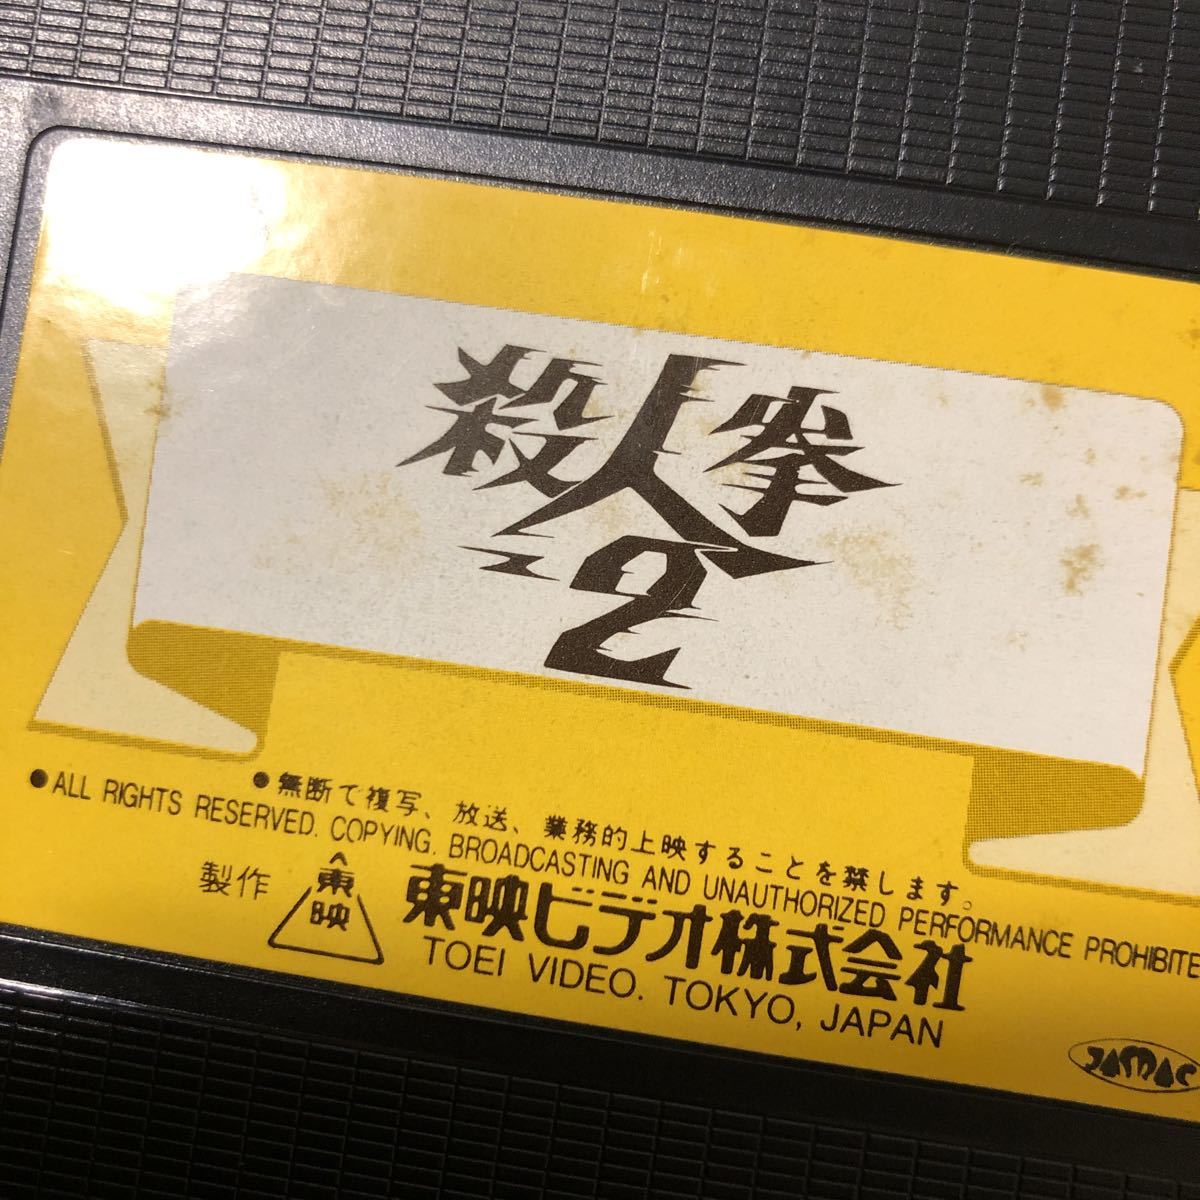 殺人拳
2
●無断で複写、放送、業務的上映することを禁じます。
●ALL RIGHTS RESERVED. COPYING. BROADCASTING AND UNAUTHORIZED PERFORMANCE PROHIBITE
製作 東映 東映ビデオ株式会社
TOEI VIDEO. TOKYO, JAPAN
JASRAC